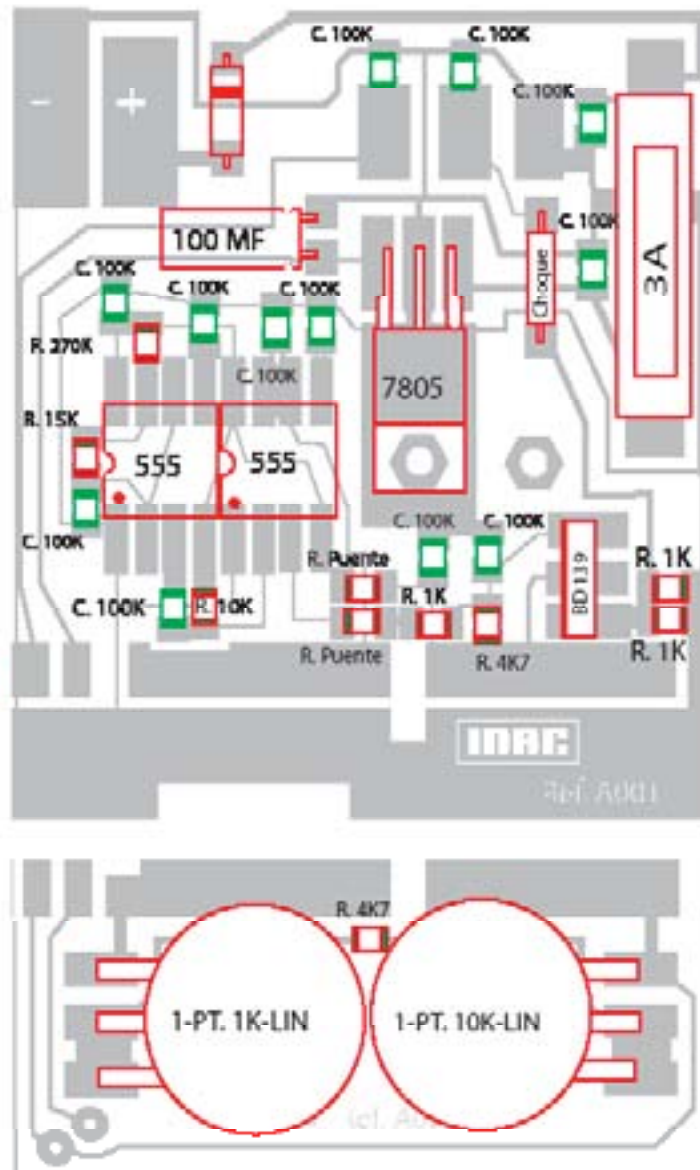 C. 100K
C. 100K
C. 100K
- +
100 MF
C. 100K
3A
Choque
C. 100K
C. 100K
C. 100K
R. 270K
C. 100K
7805
R. 15K
555
555
C. 100K
C. 100K
C. 100K
R. Puente
BD139
R. 1K
C. 100K
R. 10K
R. 1K
R. Puente
R. 4K7
R. 1K
INAC
Ref. A001
R. 4K7
1-PT. 1K-LIN
1-PT. 10K-LIN